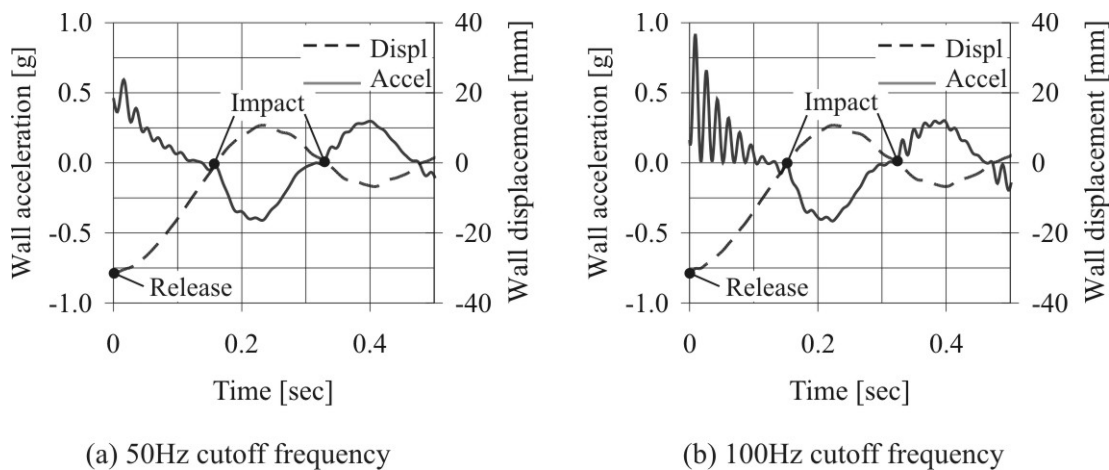 Wall acceleration [g]
1.0
0.5
0.0
-0.5
-1.0
Displ
Accel
Impact
Release
40
20
0
-20
-40
Wall displacement [mm]
0 0.2 0.4
Time [sec]
(a) 50Hz cutoff frequency
Wall acceleration [g]
1.0
0.5
0.0
-0.5
-1.0
Displ
Accel
Impact
Release
40
20
0
-20
-40
Wall displacement [mm]
0 0.2 0.4
Time [sec]
(b) 100Hz cutoff frequency